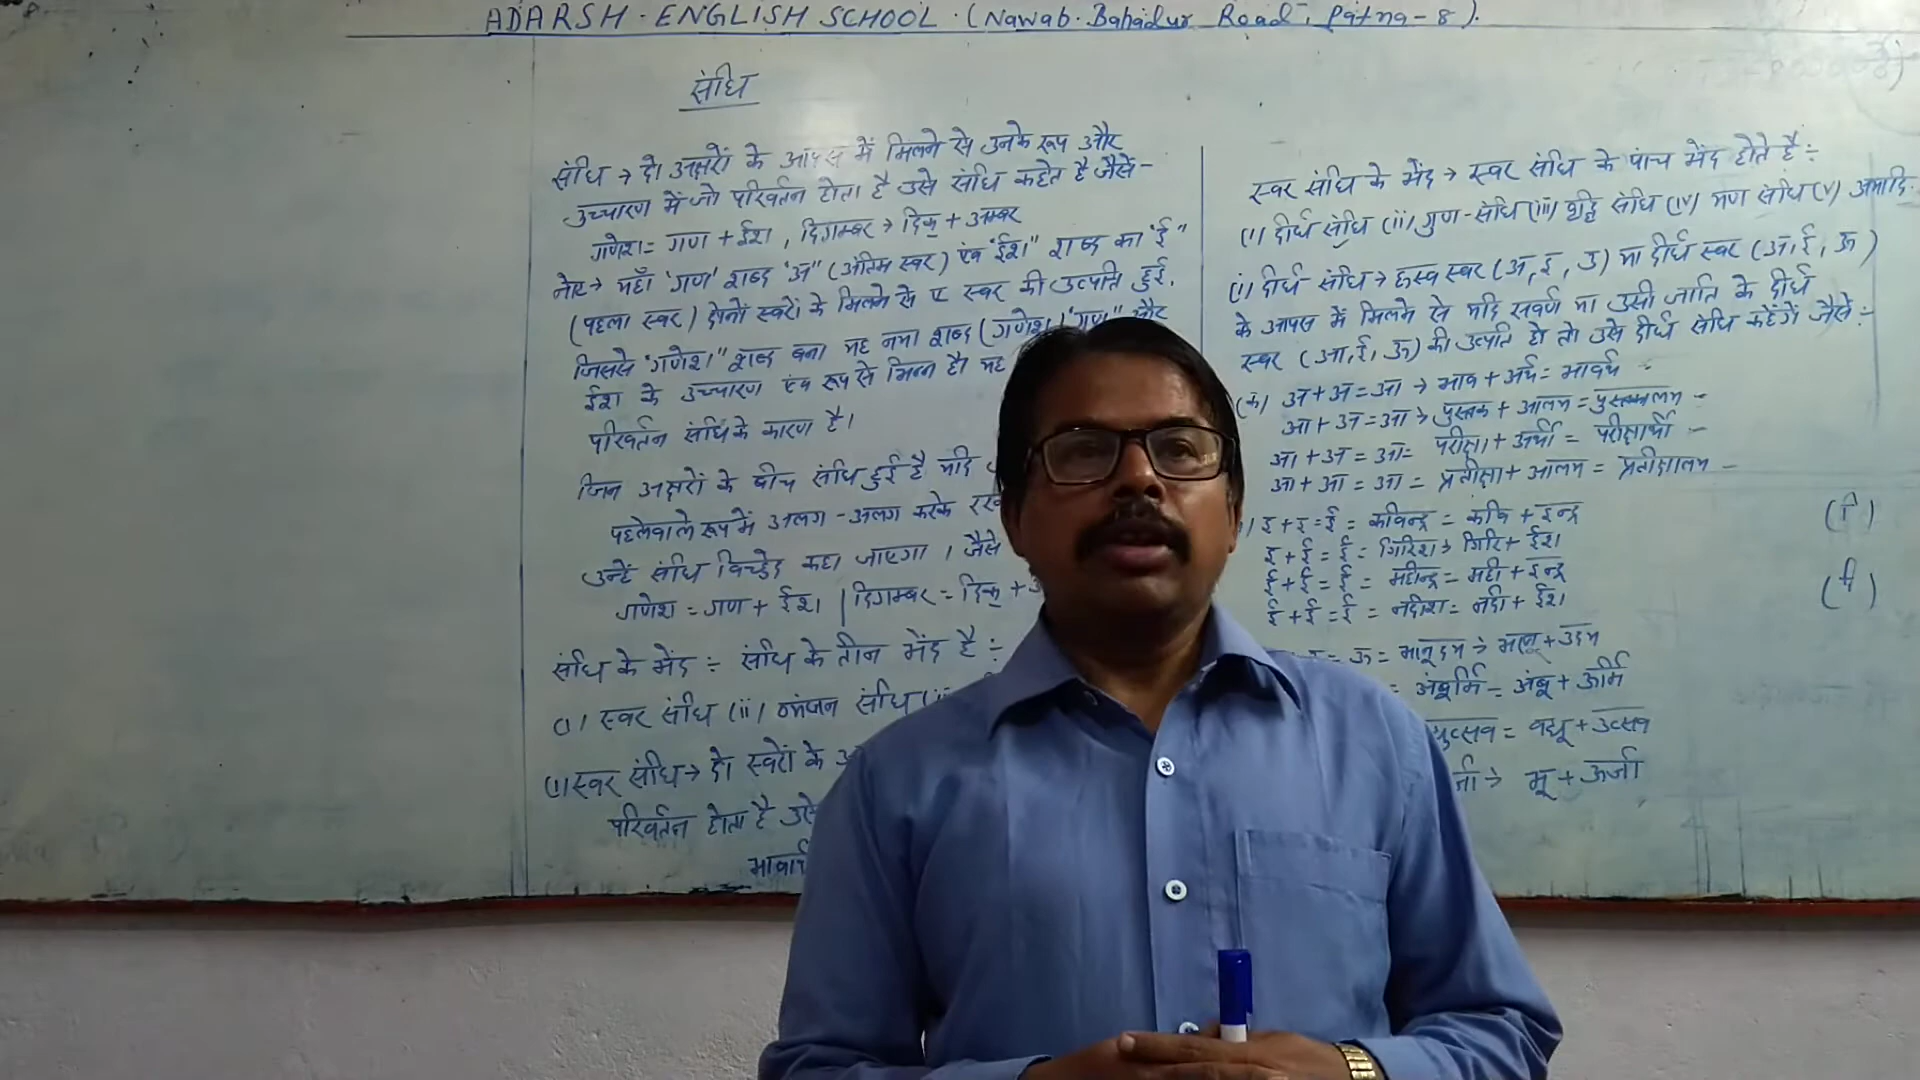 ADARSH - ENGLISH SCHOOL. (Nawab. Bahadur Road, Patna-8).
संधि
संधि → दो अक्षरों के आपस में मिलने से उनके रूप और
उच्चारण में जो परिवर्तन होता है उसे संधि कहते है जैसे-
गणेश = गण + ईश, दिगम्बर → दिक् + अम्बर
नोट → यहाँ 'गण' शब्द "अ" (अंतिम स्वर) एंव "ईश" शब्द का "ई"
(पहला स्वर) दोनों स्वरों के मिलने से ए स्वर की उत्पति हुई.
जिससे "गणेश" शब्द बना यह नया शब्द (गणेश) "गण" और
ईश के उच्चारण एंव रूप से भिन्न है यह
परिवर्तन संधि के कारण है।
जिन अक्षरों के बीच संधि हुई है यदि
पहलेवाले रूप में अलग-अलग करके
उन्हें संधि विच्छेद कहा जाएगा । जैसे
गणेश = गण + ईश | दिगम्बर = दिक् +
संधि के भेंद ÷ संधि के तीन भेंद है ÷
(i) स्वर संधि (ii) व्यंजन संधि
(i) स्वर संधि → दो स्वरों के
परिवर्तन होता है उसे
स्वर संधि के भेंद → स्वर संधि के पांच भेंद होते है ÷
(i) दीर्घ संधि (ii) गुण-संधि (iii) संधि (iv) यण संधि (v) अयादि
(i) दीर्घ संधि → ह्रस्व स्वर (अ, इ, उ) या दीर्घ स्वर (आ, ई, ऊ)
के आपस में मिलने से यदि सवर्ण या उसी जाति के दीर्घ
स्वर (आ, ई, ऊ) की उत्पति हो तो उसे दीर्घ संधि कहेंगें जैसे :-
(क) अ + अ = आ → भाव + अर्थ = भावर्थ -
आ + अ = आ → पुस्तक + आलय = पुस्तकालय -
आ + अ = आ = परीक्षा + अर्थी = परीक्षार्थी -
आ + आ = आ = प्रतीक्षा + आलय = प्रतीक्षालय -
इ + इ = ई = कविन्द्र = कवि + इन्द्र
इ + ई = ई = गिरिश → गिरि + ईश
ई + ई = ई = महीन्द्र = मही + इन्द्र
ई + ई = ई = नदीश = नदी + ईश
(ि)
(ी)
= ऊ = भानूदय → भानू + उदय
= अंबूर्मि = अंबू + ऊर्मि
= वधू + उत्सव
→ भू + ऊर्जा